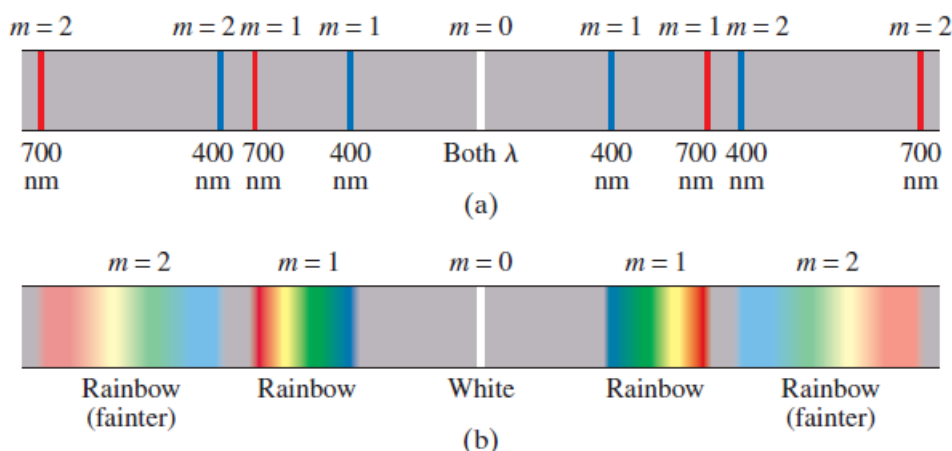 m = 2 m = 2 m = 1 m = 1 m = 0 m = 1 m = 1 m = 2 m = 2
700 400 700 400 Both λ 400 700 400 700
nm nm nm nm nm nm nm nm
(a)
m = 2 m = 1 m = 0 m = 1 m = 2
Rainbow Rainbow White Rainbow Rainbow
(fainter) (fainter)
(b)